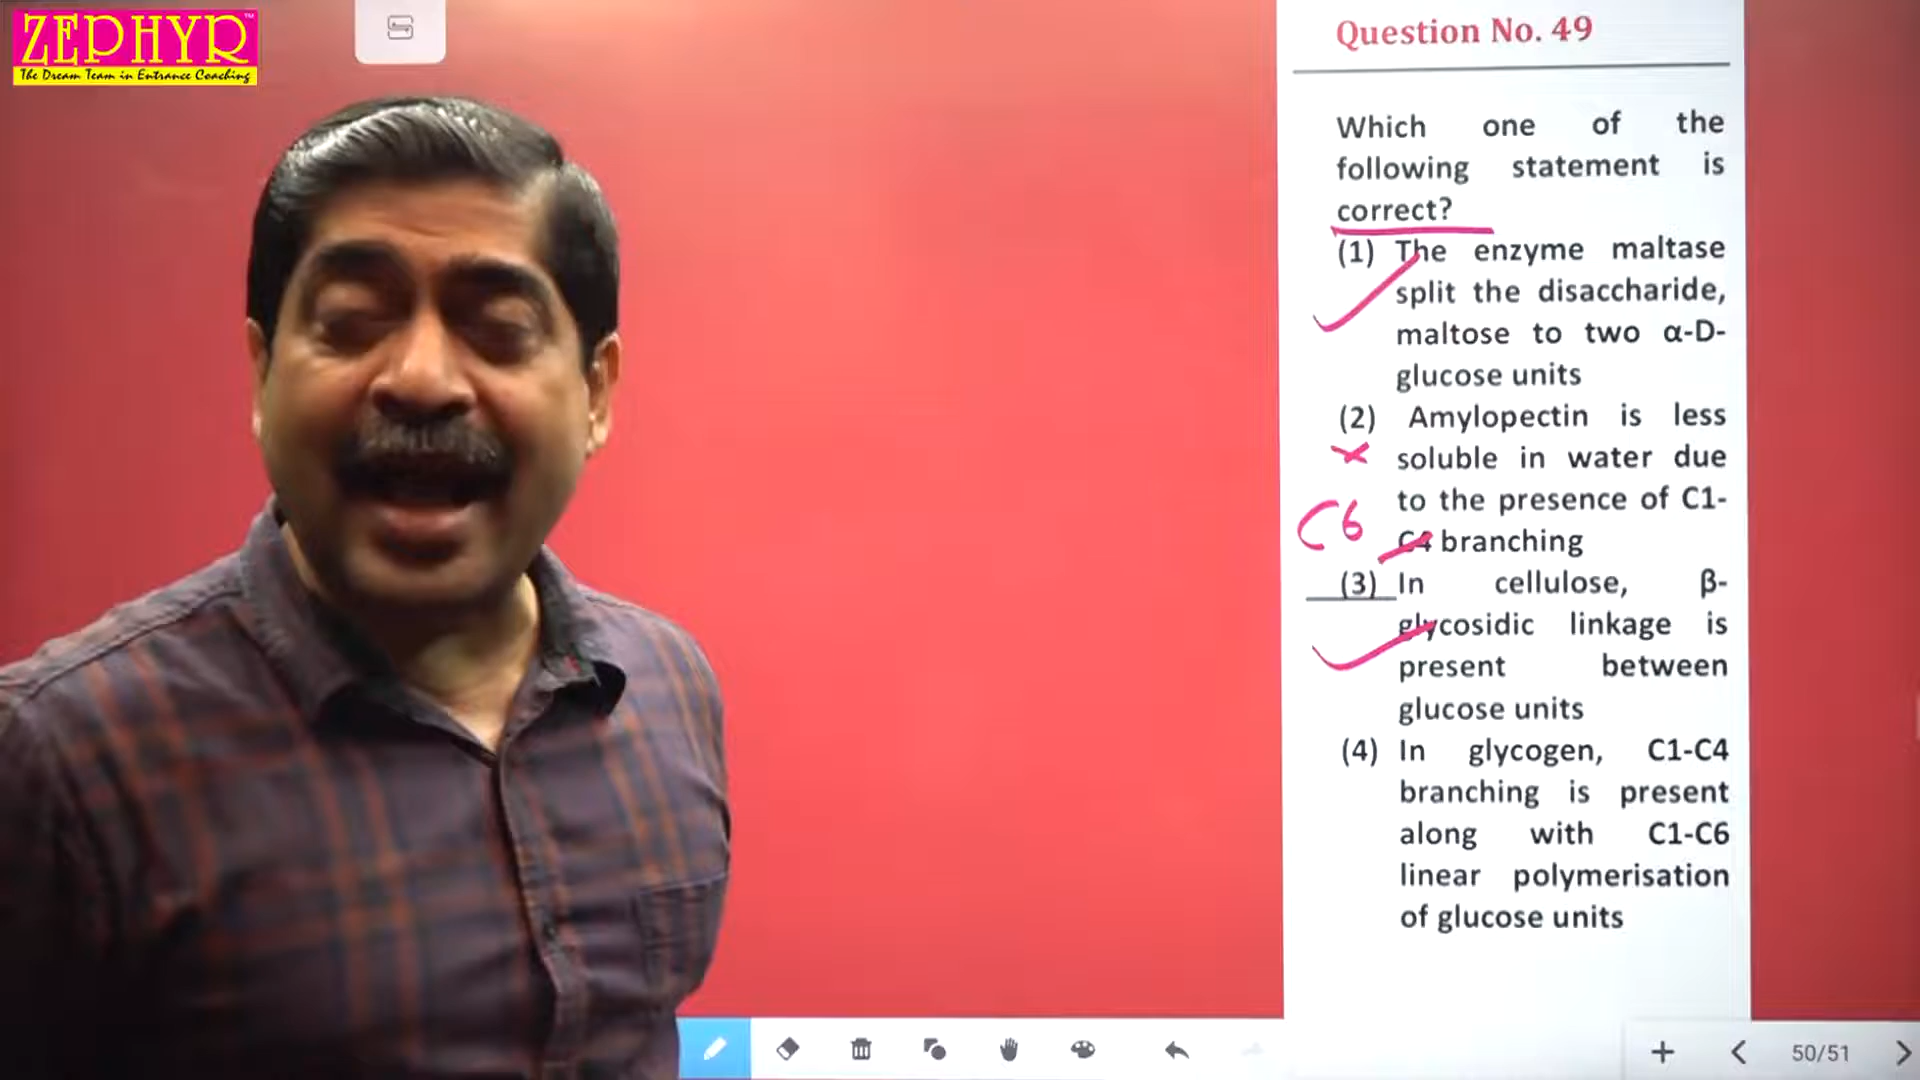 ZEPHYR™
The Dream Team in Entrance Coaching
Question No. 49
Which one of the
following statement is
correct?
(1) The enzyme maltase
split the disaccharide,
maltose to two α-D-
glucose units
(2) Amylopectin is less
soluble in water due
to the presence of C1-
C6 C4 branching
(3) In cellulose, β-
glycosidic linkage is
present between
glucose units
(4) In glycogen, C1-C4
branching is present
along with C1-C6
linear polymerisation
of glucose units
50/51